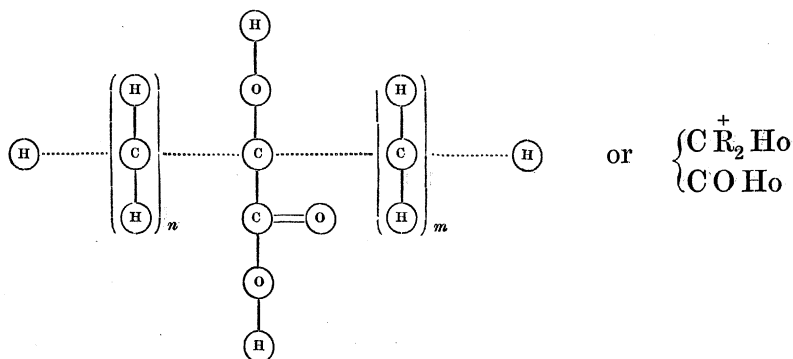 H
H O H
H C C C H or { C R⁺₂ Ho
H C O H { C O Ho
n m
O
H